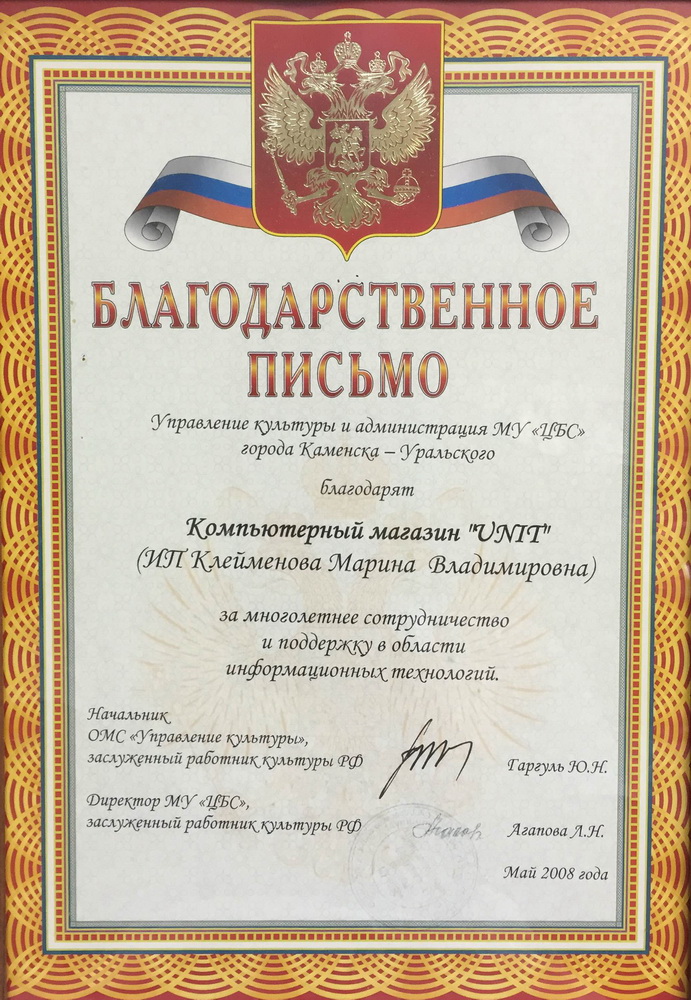 БЛАГОДАРСТВЕННОЕ
ПИСЬМО
Управление культуры и администрация МУ «ЦБС»
города Каменска – Уральского
благодарят
Компьютерный магазин "UNIT"
(ИП Клейменова Марина Владимировна)
за многолетнее сотрудничество
и поддержку в области
информационных технологий.
Начальник
ОМС «Управление культуры»,
заслуженный работник культуры РФ
Гаргуль Ю.Н.
Директор МУ «ЦБС»,
заслуженный работник культуры РФ
Агапова Л.Н.
Май 2008 года